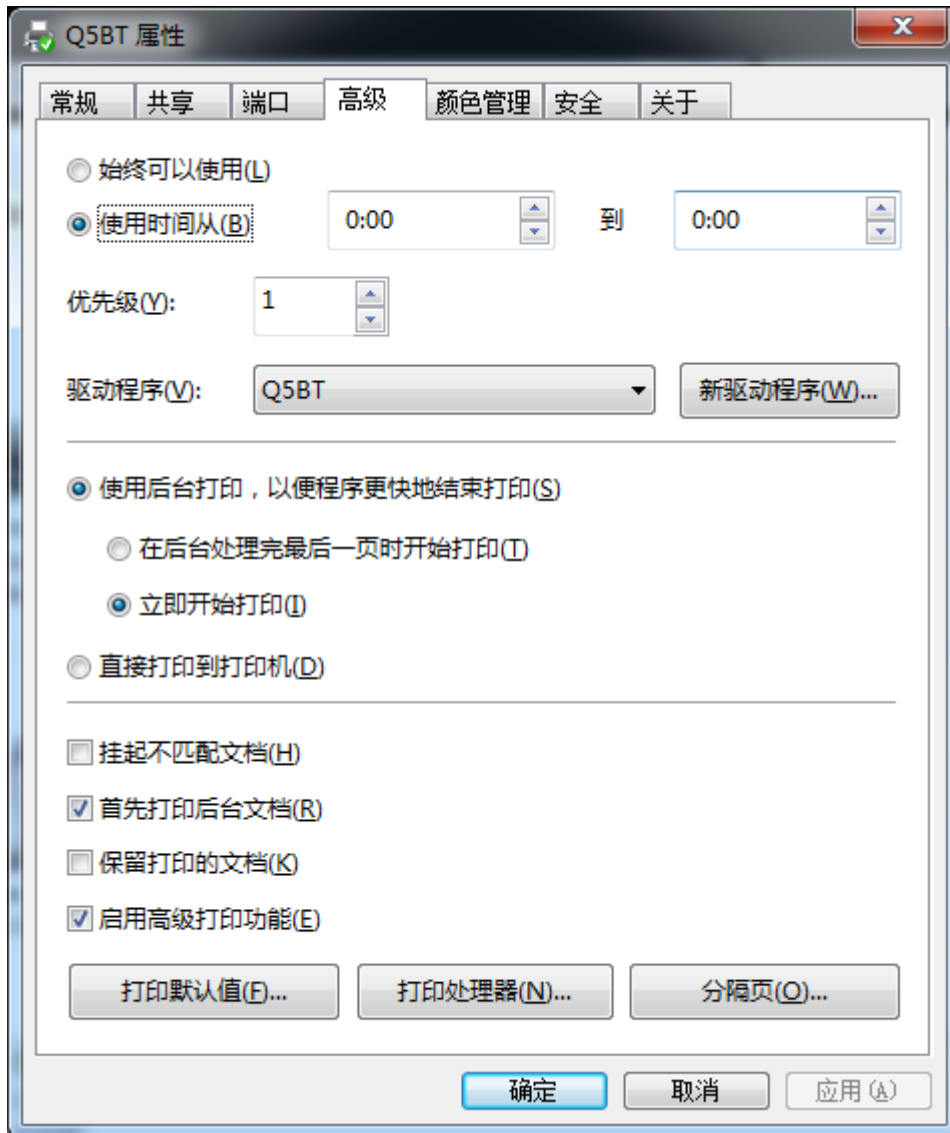 Q5BT 属性
常规 共享 端口 高级 颜色管理 安全 关于
始终可以使用(L)
使用时间从(B) 0:00 到 0:00
优先级(Y): 1
驱动程序(V): Q5BT 新驱动程序(W)...
使用后台打印，以便程序更快地结束打印(S)
在后台处理完最后一页时开始打印(T)
立即开始打印(I)
直接打印到打印机(D)
挂起不匹配文档(H)
首先打印后台文档(R)
保留打印的文档(K)
启用高级打印功能(E)
打印默认值(F)... 打印处理器(N)... 分隔页(O)...
确定 取消 应用(A)